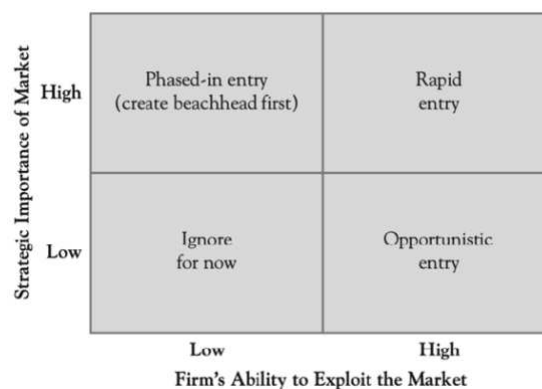 Strategic Importance of Market
High
Phased-in entry
(create beachhead first)
Rapid
entry
Low
Ignore
for now
Opportunistic
entry
Low
High
Firm's Ability to Exploit the Market